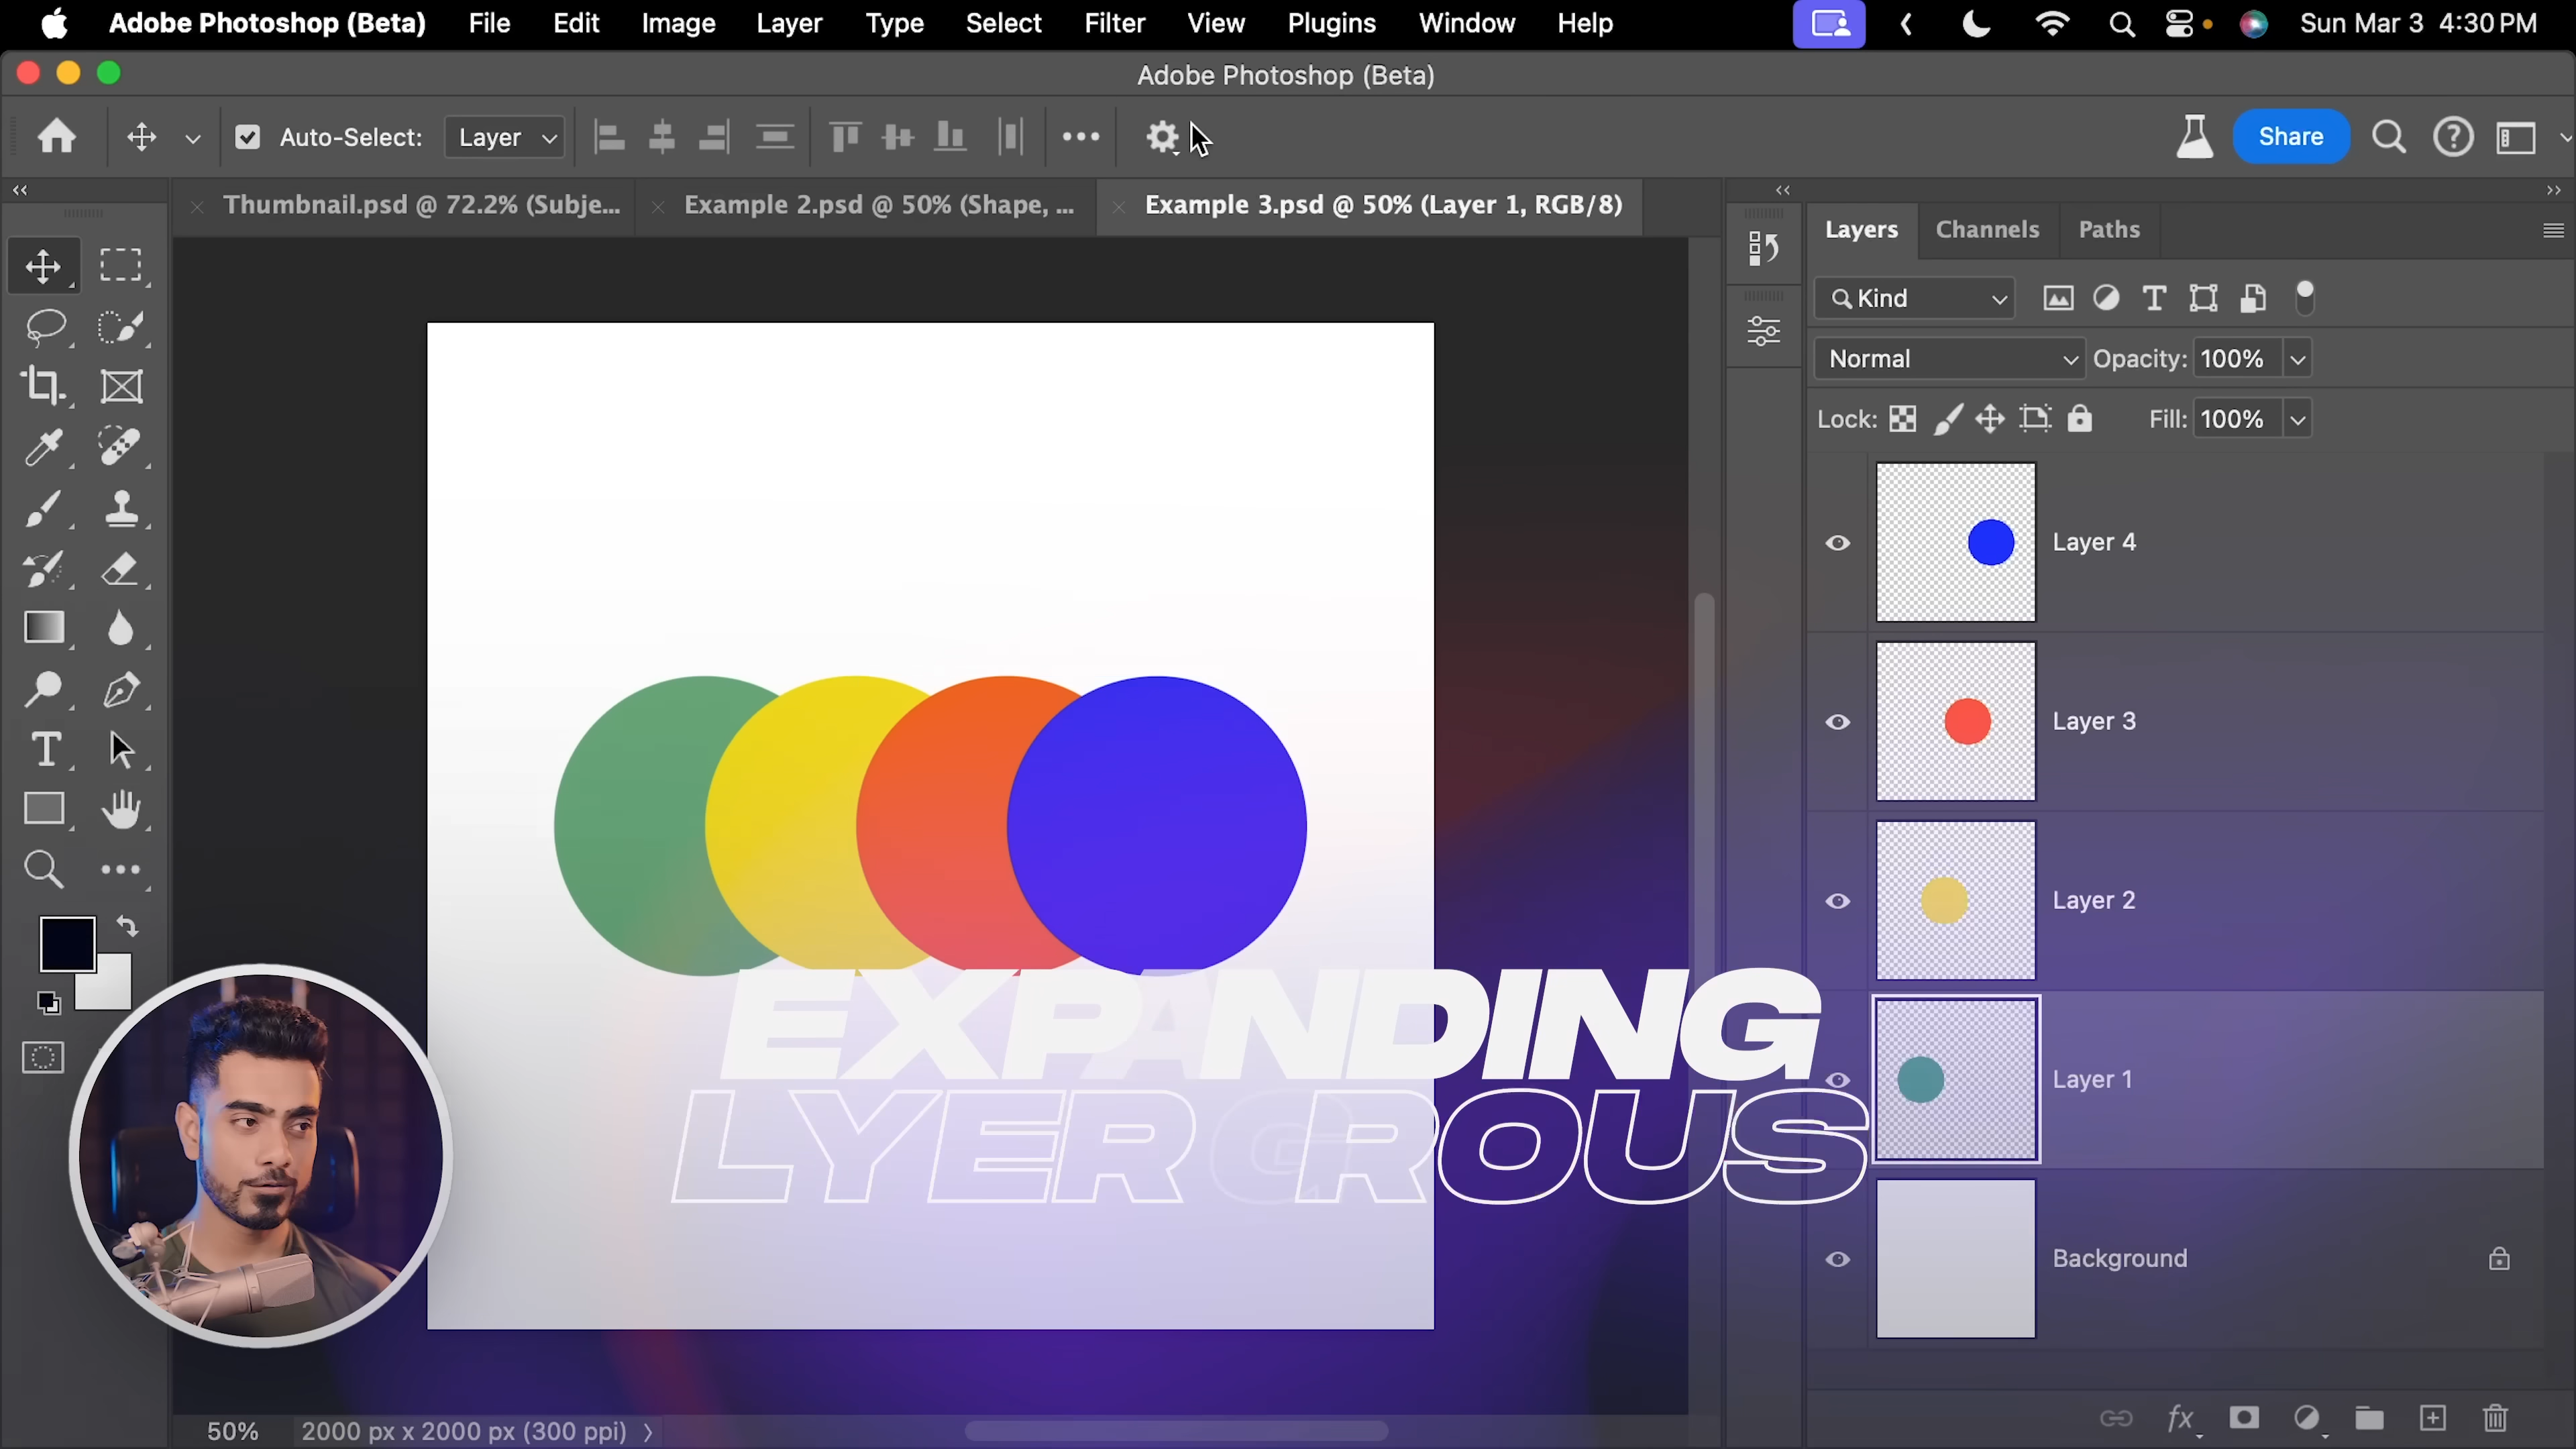 Adobe Photoshop (Beta) File Edit Image Layer Type Select Filter View Plugins Window Help Sun Mar 3 4:30 PM
Adobe Photoshop (Beta)
Auto-Select: Layer Share
Thumbnail.psd @ 72.2% (Subje... Example 2.psd @ 50% (Shape, ... Example 3.psd @ 50% (Layer 1, RGB/8)
Layers Channels Paths
Kind
Normal Opacity: 100%
Lock: Fill: 100%
Layer 4
Layer 3
Layer 2
Layer 1
Background
EXPANDING
LYER G ROUS
50% 2000 px x 2000 px (300 ppi)
fx